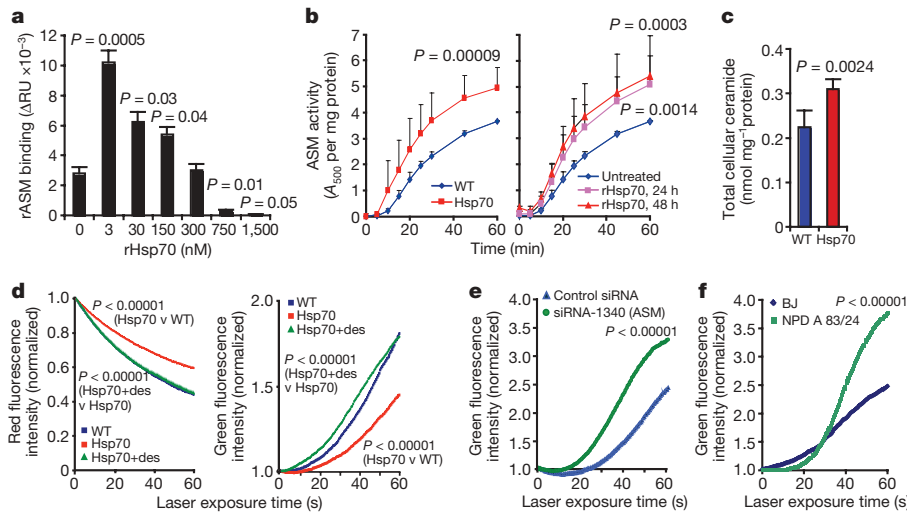 a
rASM binding (ΔRU ×10⁻³)
12
10
8
6
4
2
0
P = 0.0005
P = 0.03
P = 0.04
P = 0.01
P = 0.05
0 3 30 150 300 750 1,500
rHsp70 (nM)
b
ASM activity
per mg protein
(A₅₀₀)
8
7
6
5
4
3
2
1
0
P = 0.00009
WT
Hsp70
0 20 40 60
P = 0.0003
P = 0.0014
Untreated
rHsp70, 24 h
rHsp70, 48 h
0 20 40 60
Time (min)
c
Total cellular ceramide
(nmol mg⁻¹protein)
0.4
0.3
0.2
0.1
0
P = 0.0024
WT Hsp70
d
Red fluorescence
intensity (normalized)
1.0
0.8
0.6
0.4
0.2
0
P < 0.00001
(Hsp70 v WT)
P < 0.00001
(Hsp70+des
v Hsp70)
WT
Hsp70
Hsp70+des
0 20 40 60
Laser exposure time (s)
Green fluorescence
intensity (normalized)
2.0
1.5
1.0
WT
Hsp70
Hsp70+des
P < 0.00001
(Hsp70+des
v Hsp70)
P < 0.00001
(Hsp70 v WT)
0 20 40 60
Laser exposure time (s)
e
Green fluorescence
intensity (normalized)
4.0
3.5
3.0
2.5
2.0
1.5
1.0
Control siRNA
siRNA-1340 (ASM)
P < 0.00001
0 20 40 60
Laser exposure time (s)
f
Green fluorescence
intensity (normalized)
4.0
3.5
3.0
2.5
2.0
1.5
1.0
BJ
NPD A 83/24
P < 0.00001
0 20 40 60
Laser exposure time (s)